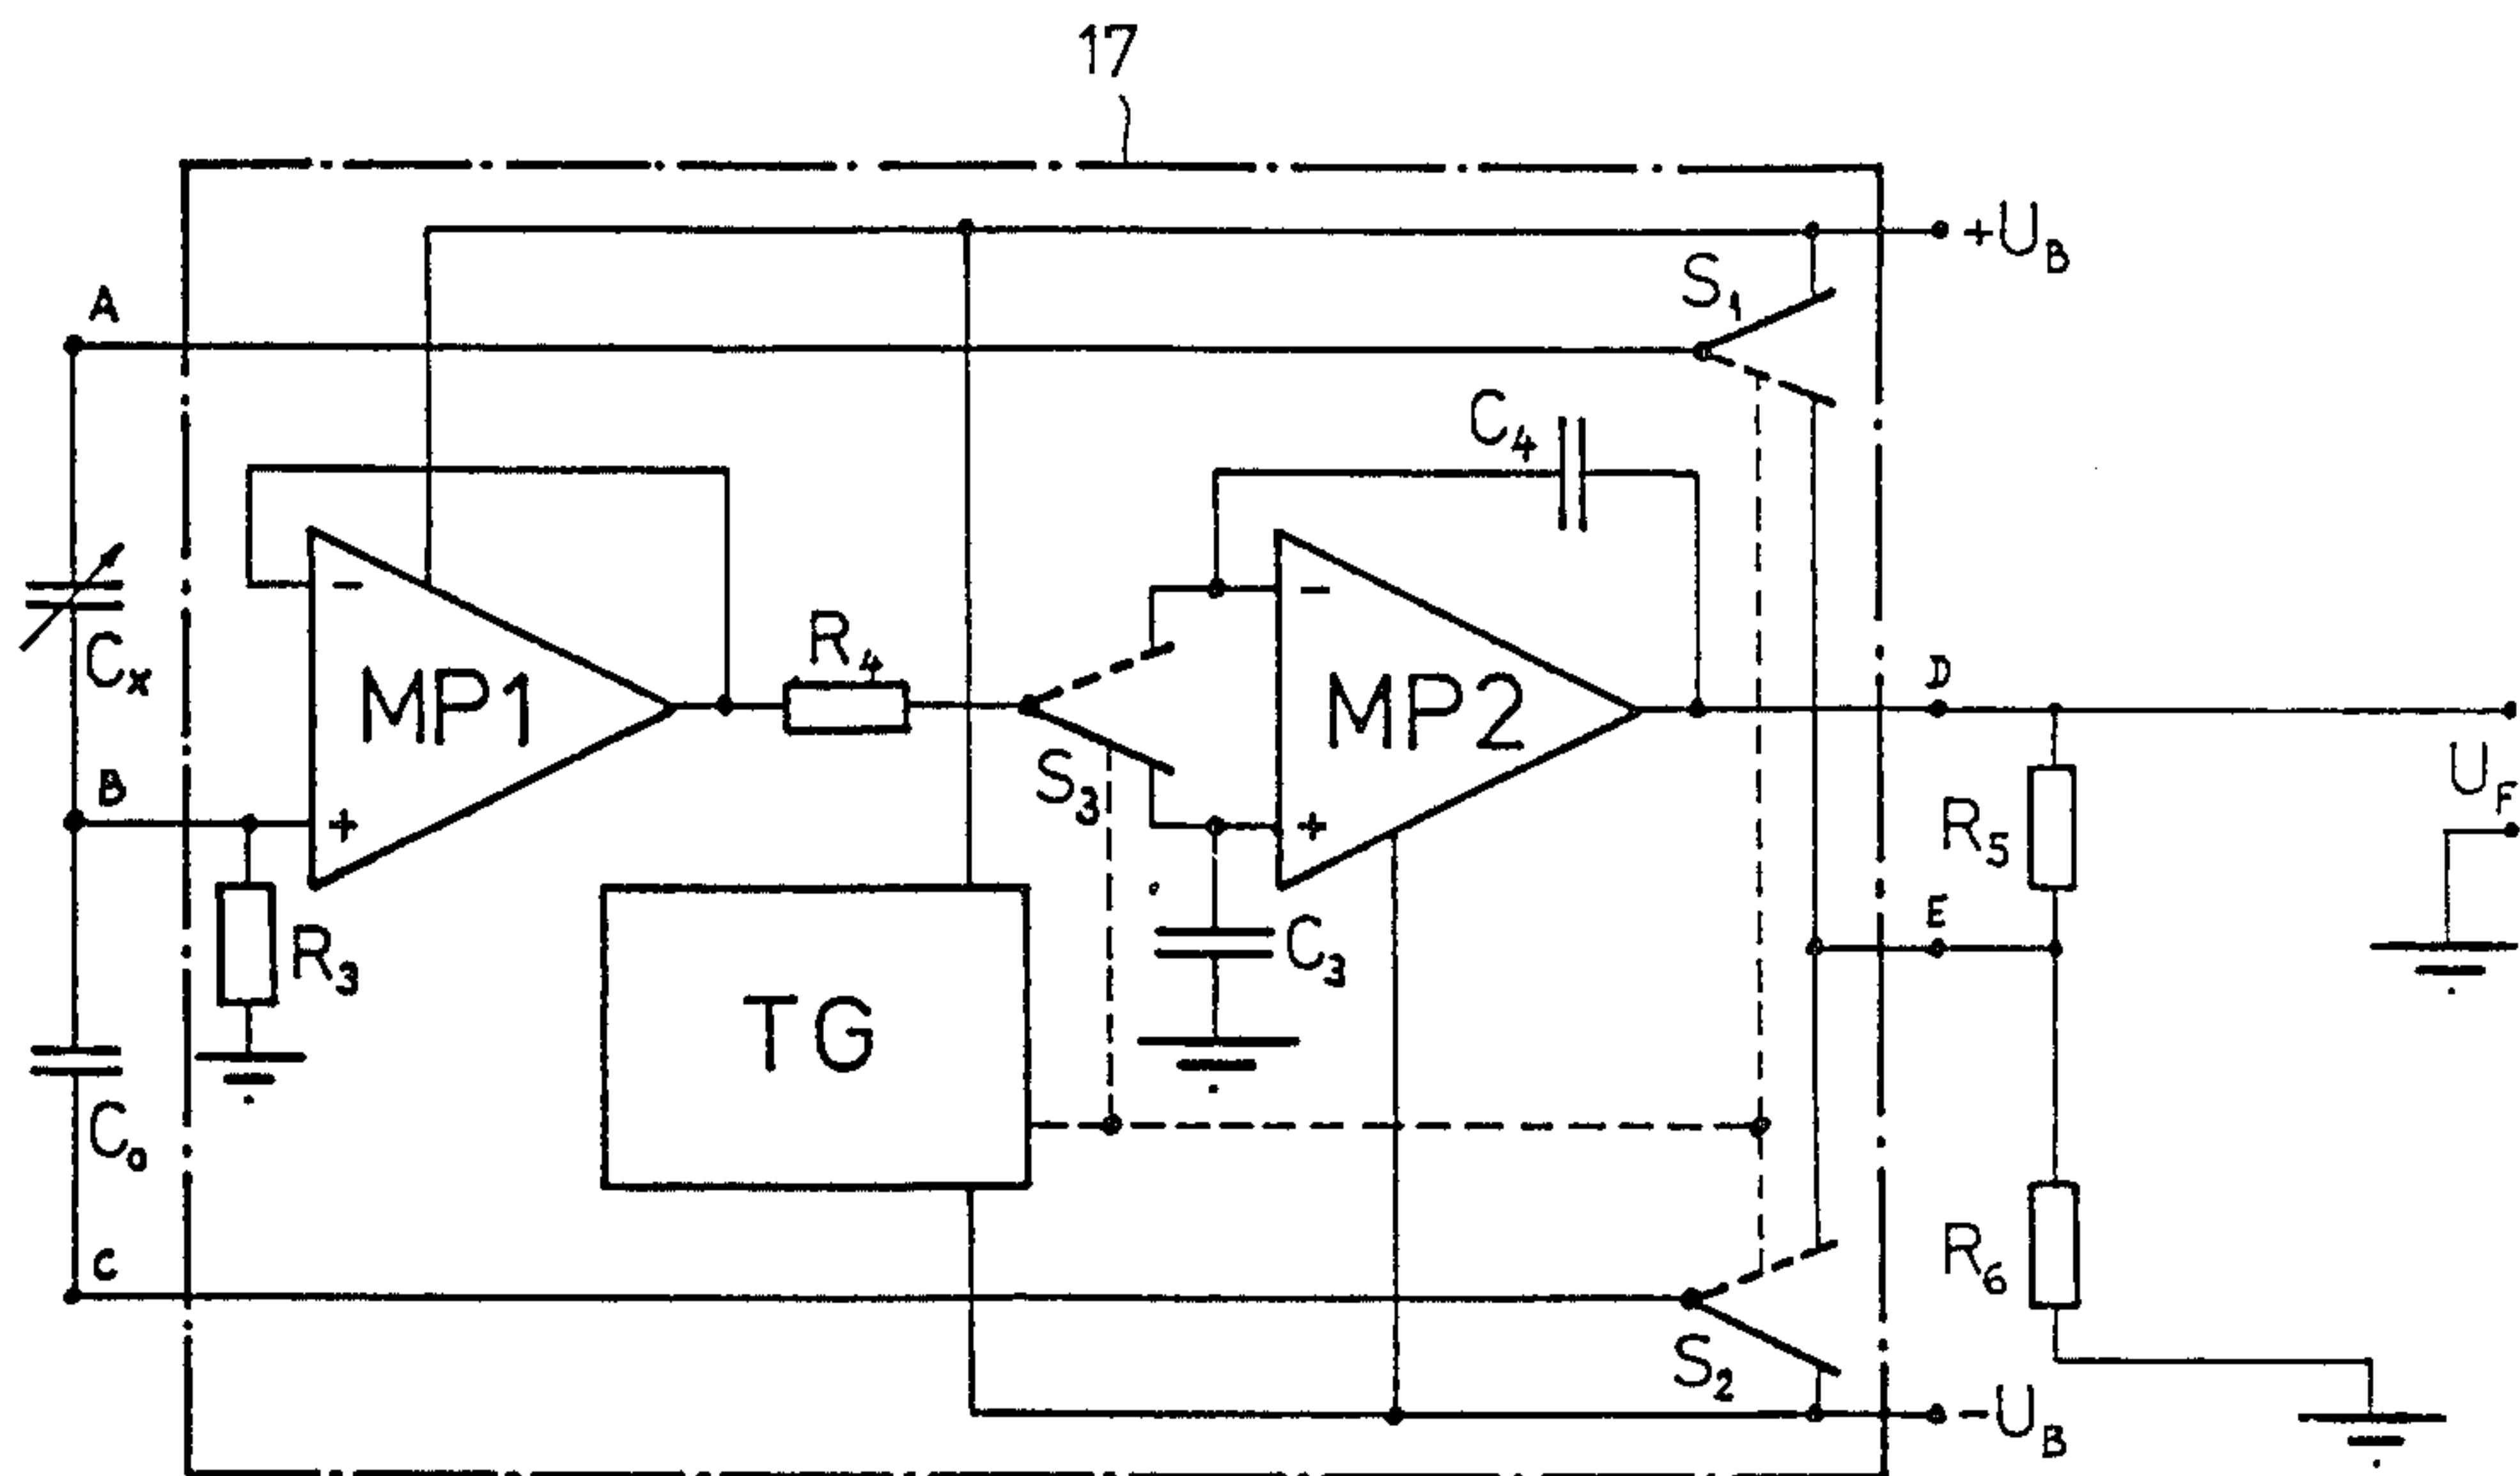 17
+U_B
S_1
A
C_4
C_x
MP1
-
+
R_4
S_3
MP2
-
+
D
U_F
B
R_5
R_3
C_3
E
TG
C_0
C
R_6
S_2
-U_B